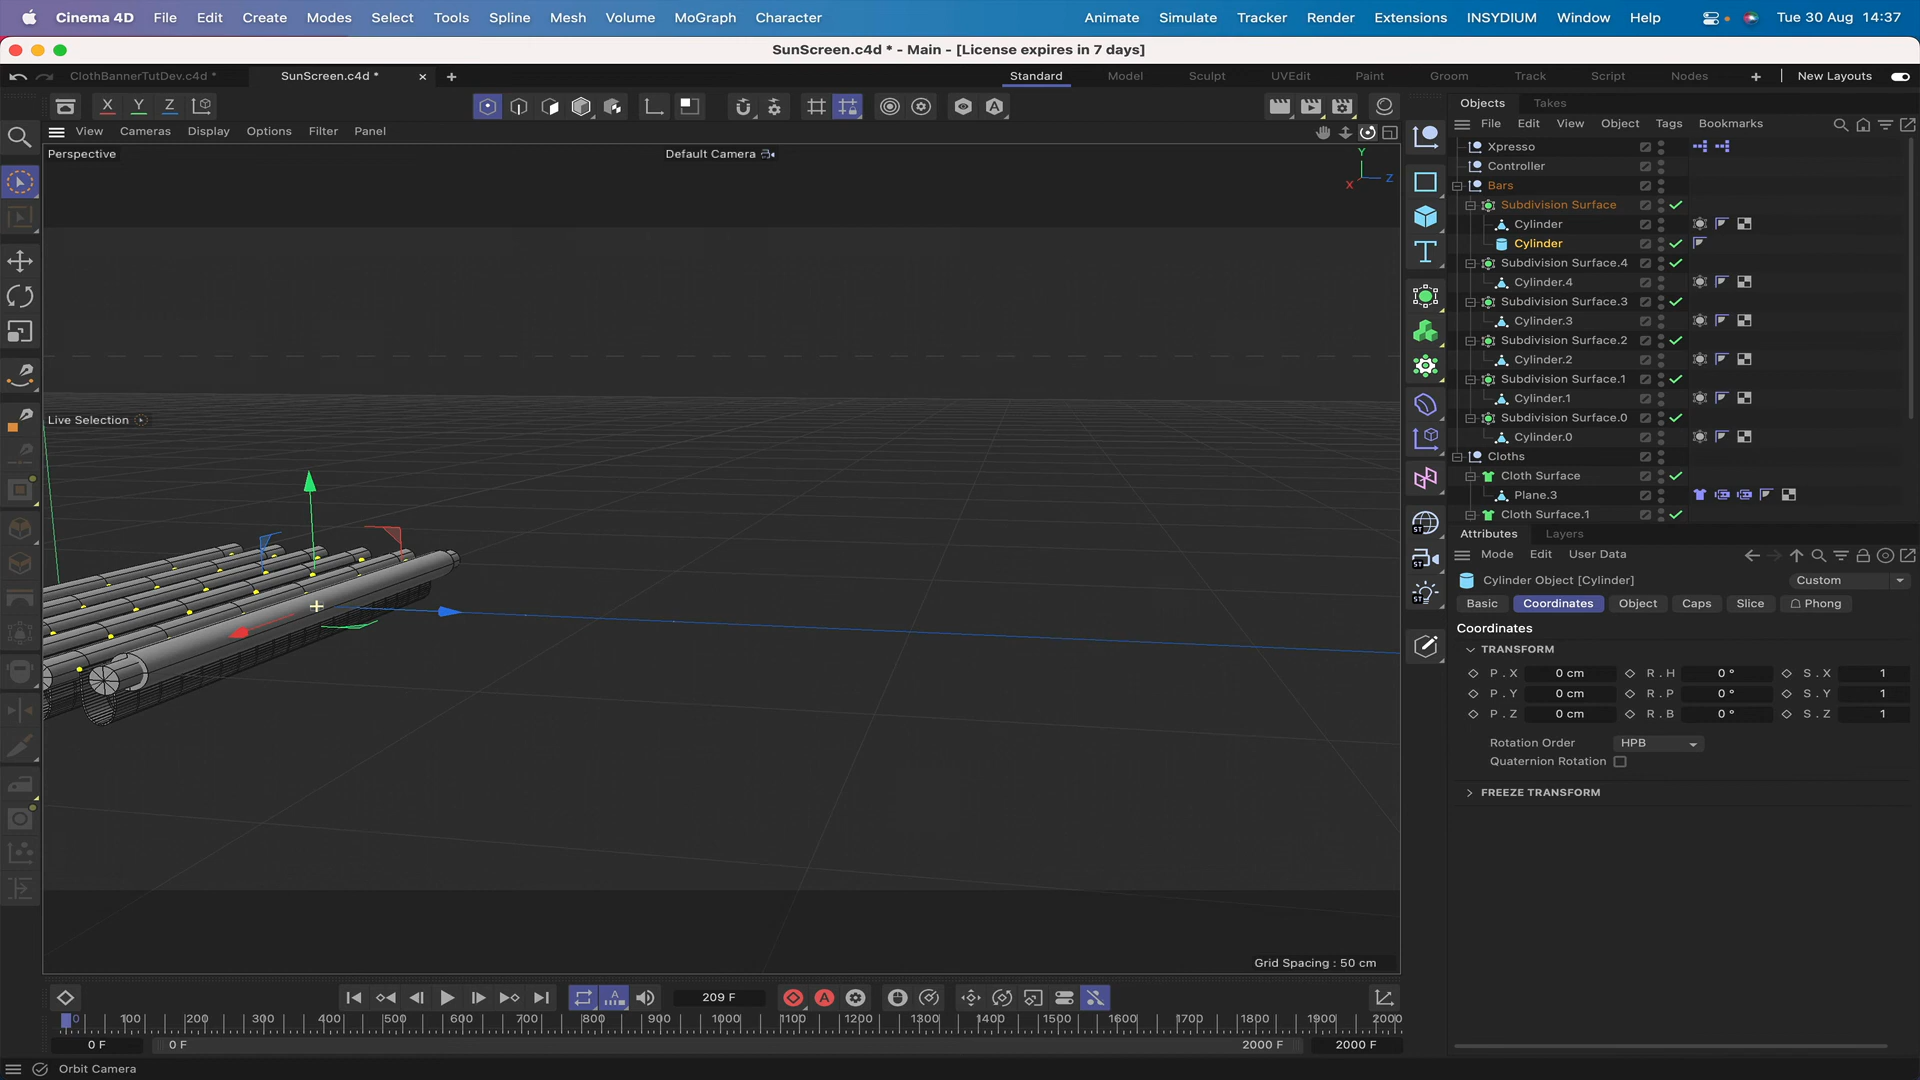 Cinema 4D File Edit Create Modes Select Tools Spline Mesh Volume MoGraph Character Animate Simulate Tracker Render Extensions INSYDIUM Window Help Tue 30 Aug 14:37
SunScreen.c4d * - Main - [License expires in 7 days]
ClothBannerTutDev.c4d * SunScreen.c4d * Standard Model Sculpt UVEdit Paint Groom Track Script Nodes New Layouts
X Y Z
Objects Takes
View Cameras Display Options Filter Panel
File Edit View Object Tags Bookmarks
Perspective
Default Camera
Y
X
Z
Live Selection
Grid Spacing : 50 cm
Xpresso
Controller
Bars
Subdivision Surface
Cylinder
Cylinder
Subdivision Surface.4
Cylinder.4
Subdivision Surface.3
Cylinder.3
Subdivision Surface.2
Cylinder.2
Subdivision Surface.1
Cylinder.1
Subdivision Surface.0
Cylinder.0
Cloths
Cloth Surface
Plane.3
Cloth Surface.1
Attributes Layers
Mode Edit User Data
Cylinder Object [Cylinder] Custom
Basic Coordinates Object Caps Slice Phong
Coordinates
TRANSFORM
P . X 0 cm R . H 0 ° S . X 1
P . Y 0 cm R . P 0 ° S . Y 1
P . Z 0 cm R . B 0 ° S . Z 1
Rotation Order HPB
Quaternion Rotation
FREEZE TRANSFORM
209 F
0 100 200 300 400 500 600 700 800 900 1000 1100 1200 1300 1400 1500 1600 1700 1800 1900 2000
0 F 0 F 2000 F 2000 F
Orbit Camera